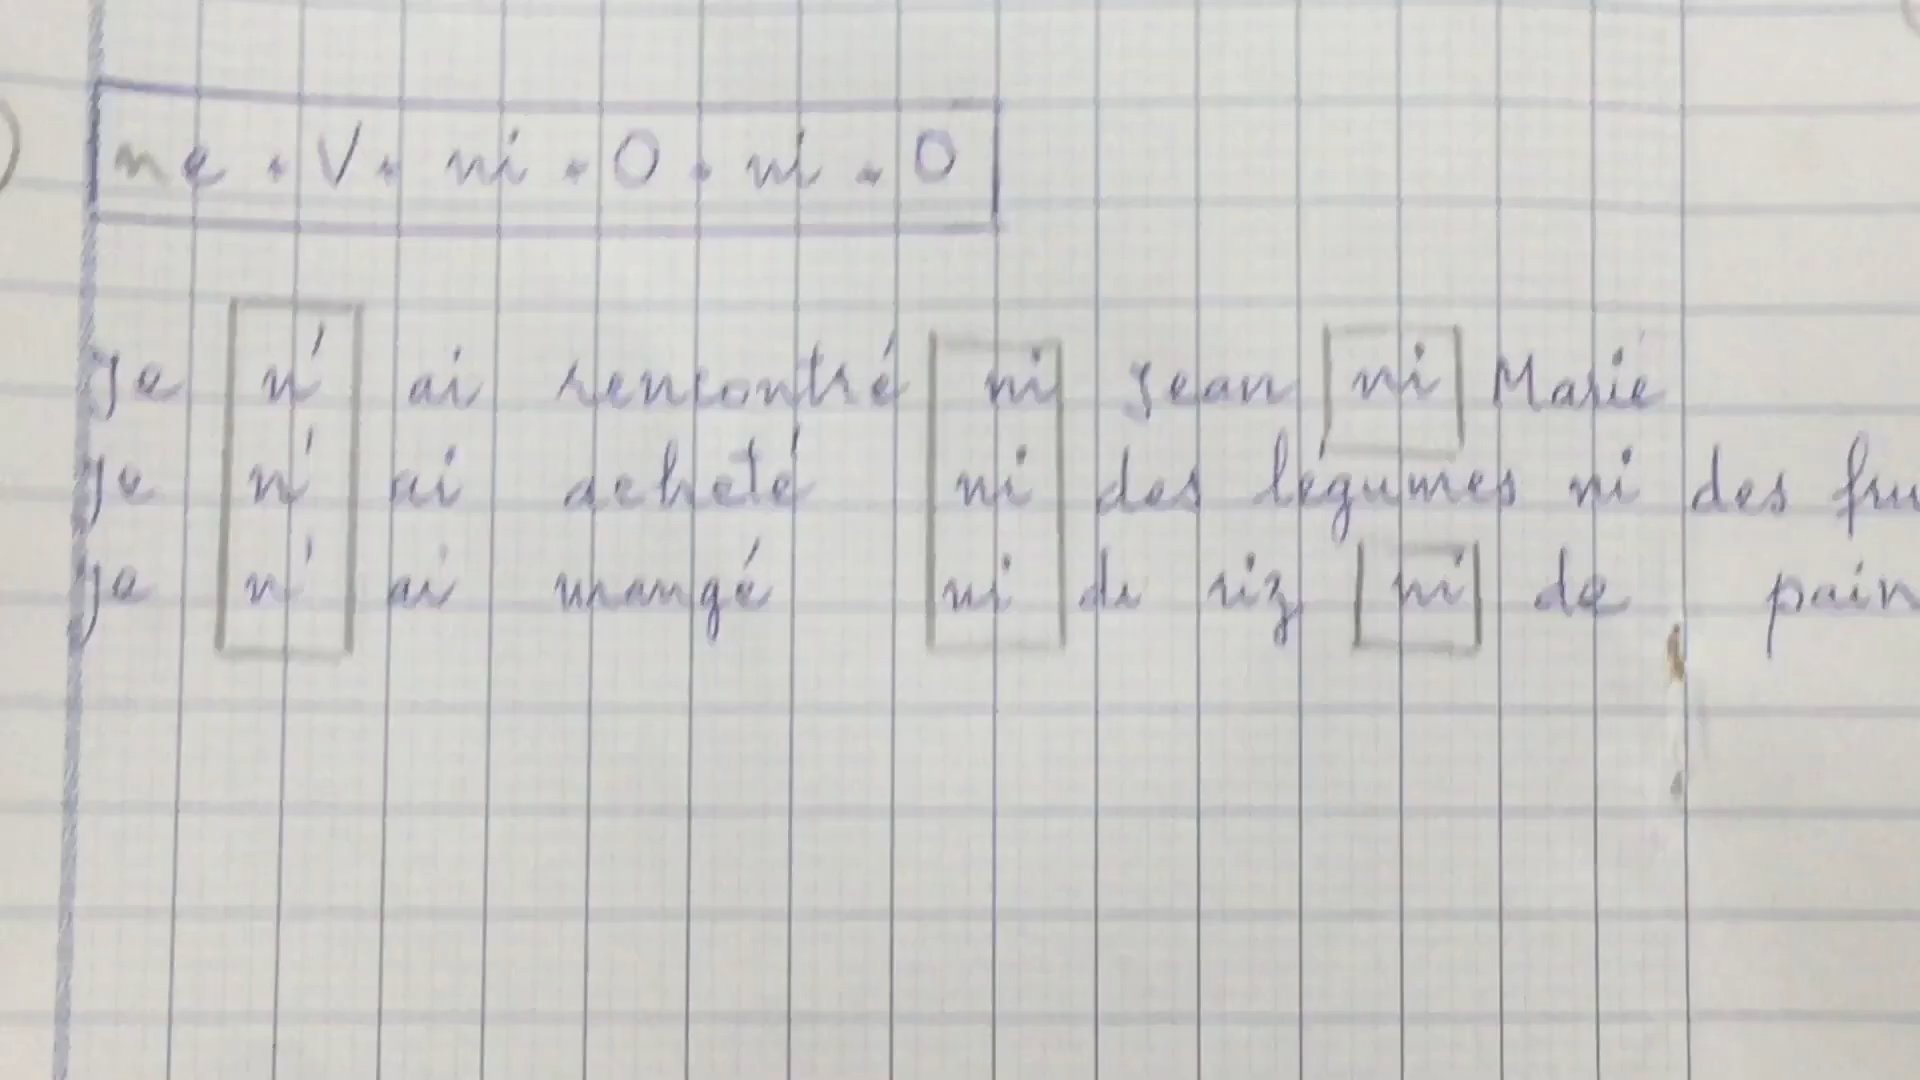 ne + V + ni + O + ni + O
Je n' ai rencontré ni Jean ni Marie
Je n' ai acheté ni des légumes ni des fru
Je n' ai mangé ni de riz ni de pain